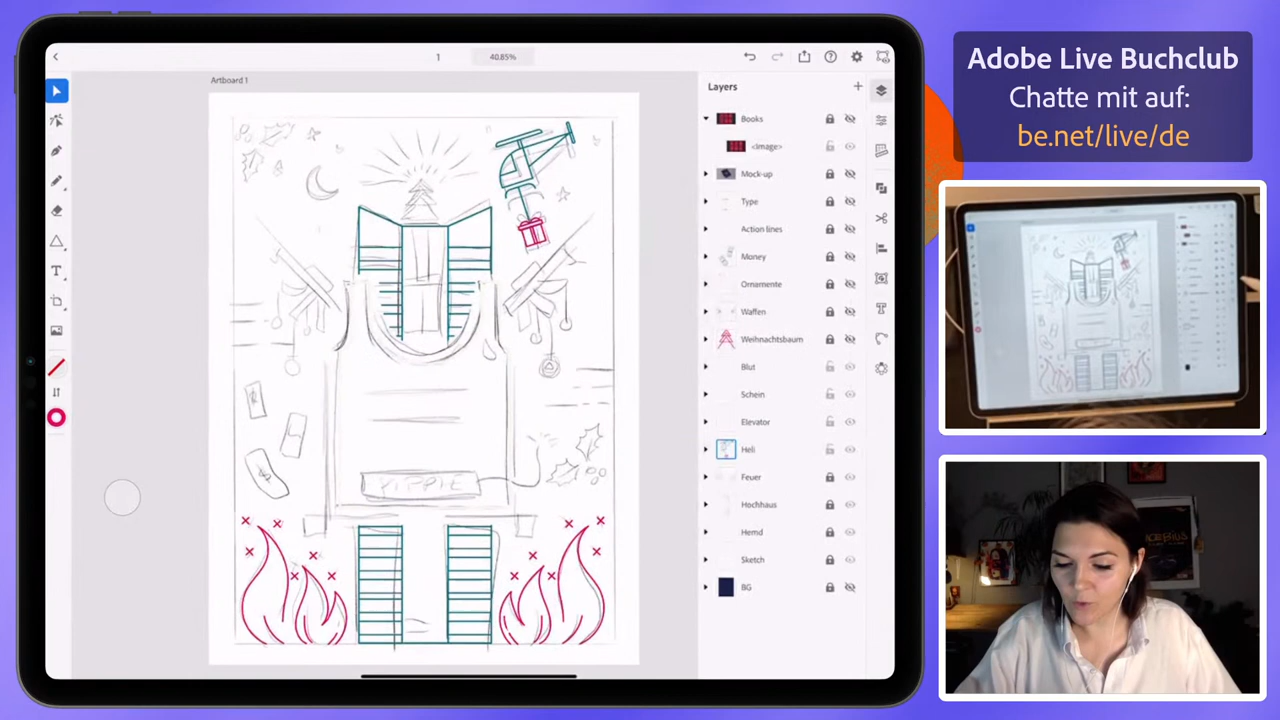 1
40,85%
Artboard 1
Layers
Books
<Image>
Mock-up
Type
Action lines
Money
Ornamente
Waffen
Weihnachtsbaum
Blut
Schein
Elevator
Heli
Feuer
Hochhaus
Hemd
Sketch
BG
YIPPIE
Adobe Live Buchclub
Chatte mit auf:
be.net/live/de